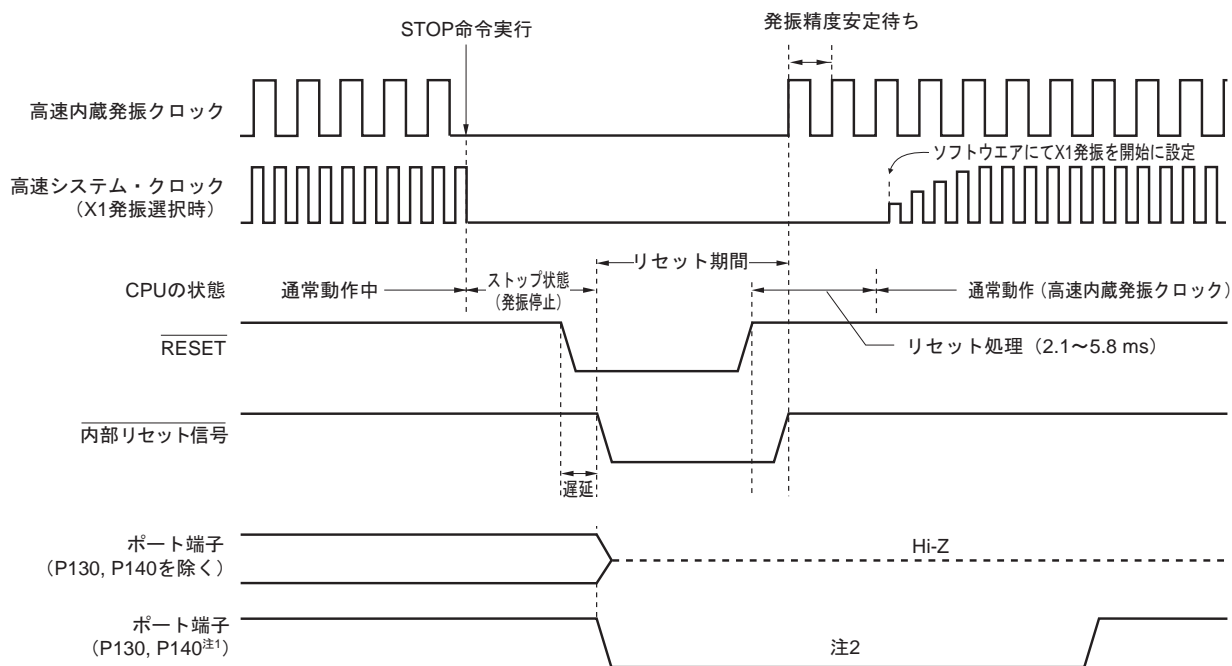 STOP命令実行
発振精度安定待ち
高速内蔵発振クロック
ソフトウエアにてX1発振を開始に設定
高速システム・クロック
（X1発振選択時）
リセット期間
CPUの状態
通常動作中
ストップ状態
（発振停止）
通常動作（高速内蔵発振クロック）
RESET
リセット処理（2.1～5.8 ms）
内部リセット信号
遅延
ポート端子
（P130, P140を除く）
Hi-Z
ポート端子
（P130, P140注1）
注2